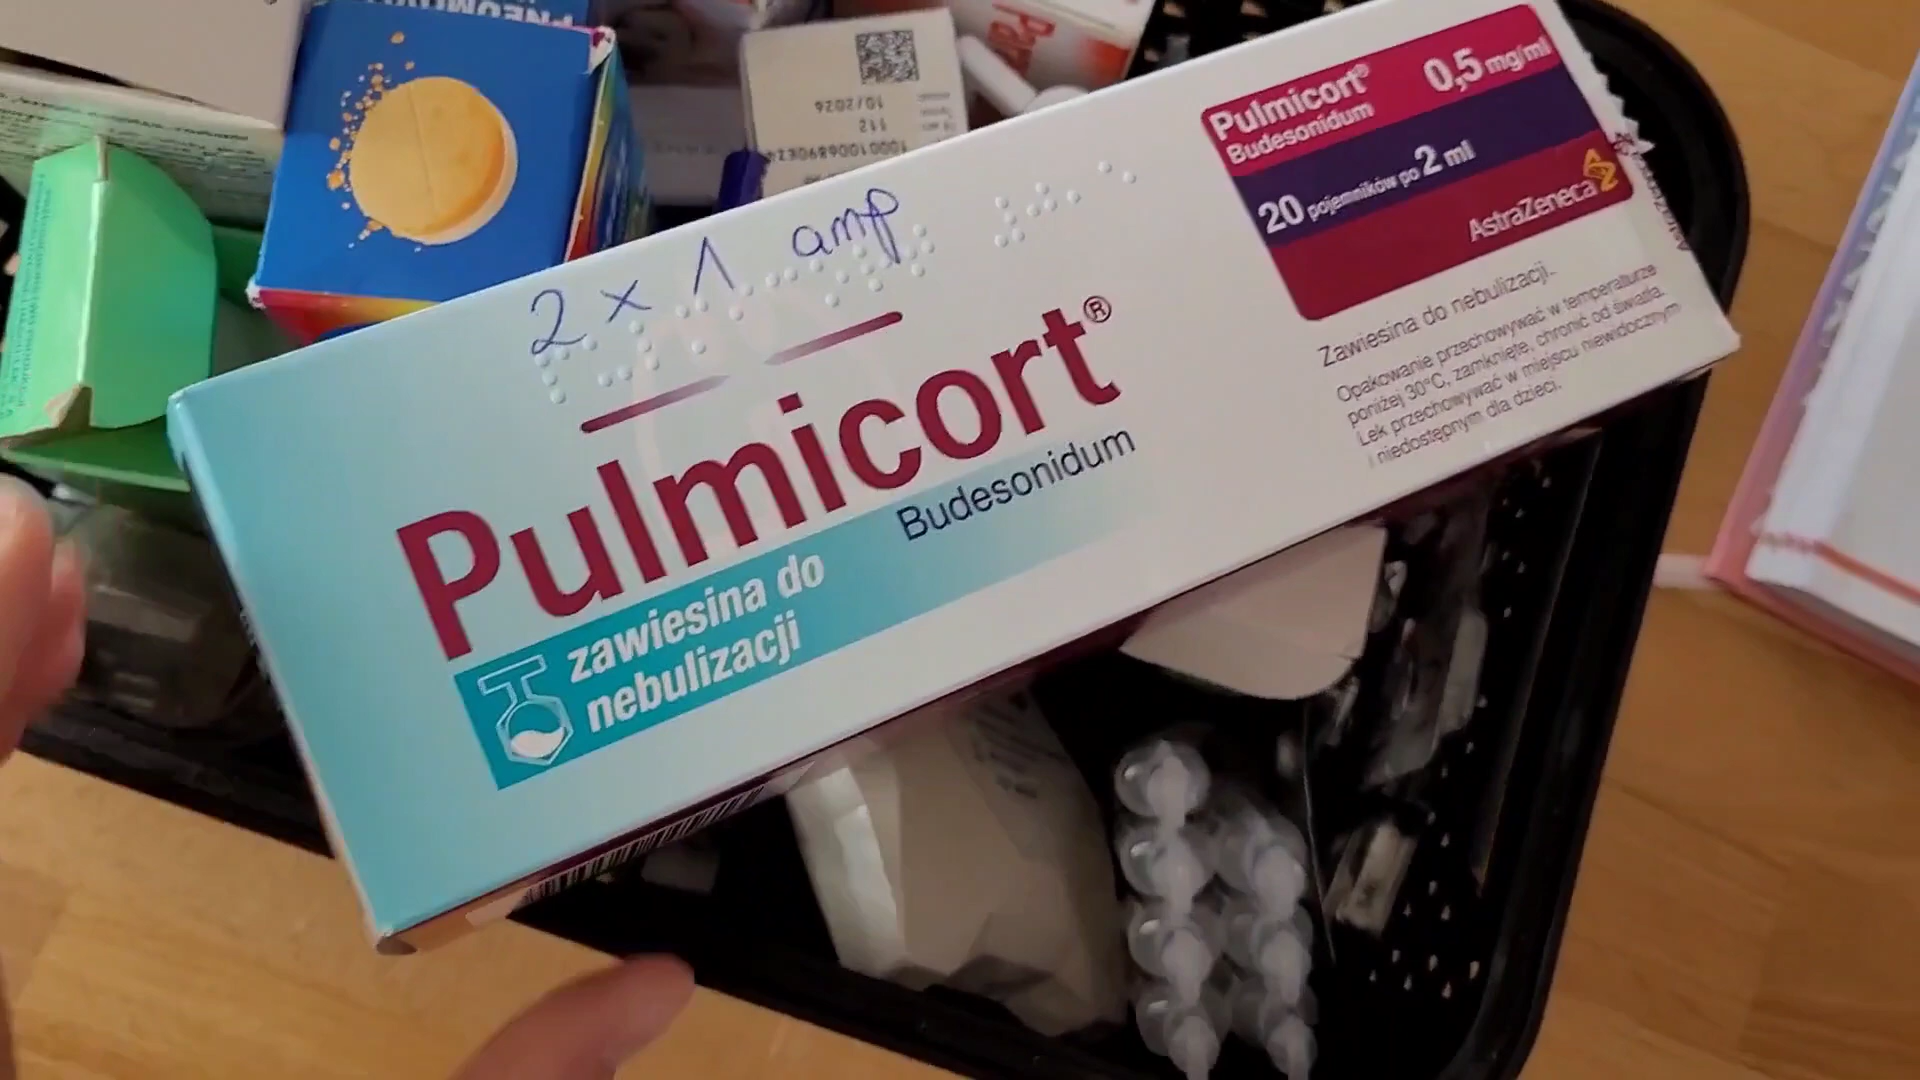 10/2026
112
2 x 1 amp
Pulmicort®
Budesonidum
zawiesina do
nebulizacji
Pulmicort® 0,5 mg/ml
Budesonidum
20 pojemników po 2 ml
AstraZeneca
Zawiesina do nebulizacji.
Opakowanie przechowywać w temperaturze
poniżej 30°C, zamknięte, chronić od światła.
Lek przechowywać w miejscu niewidocznym
i niedostępnym dla dzieci.